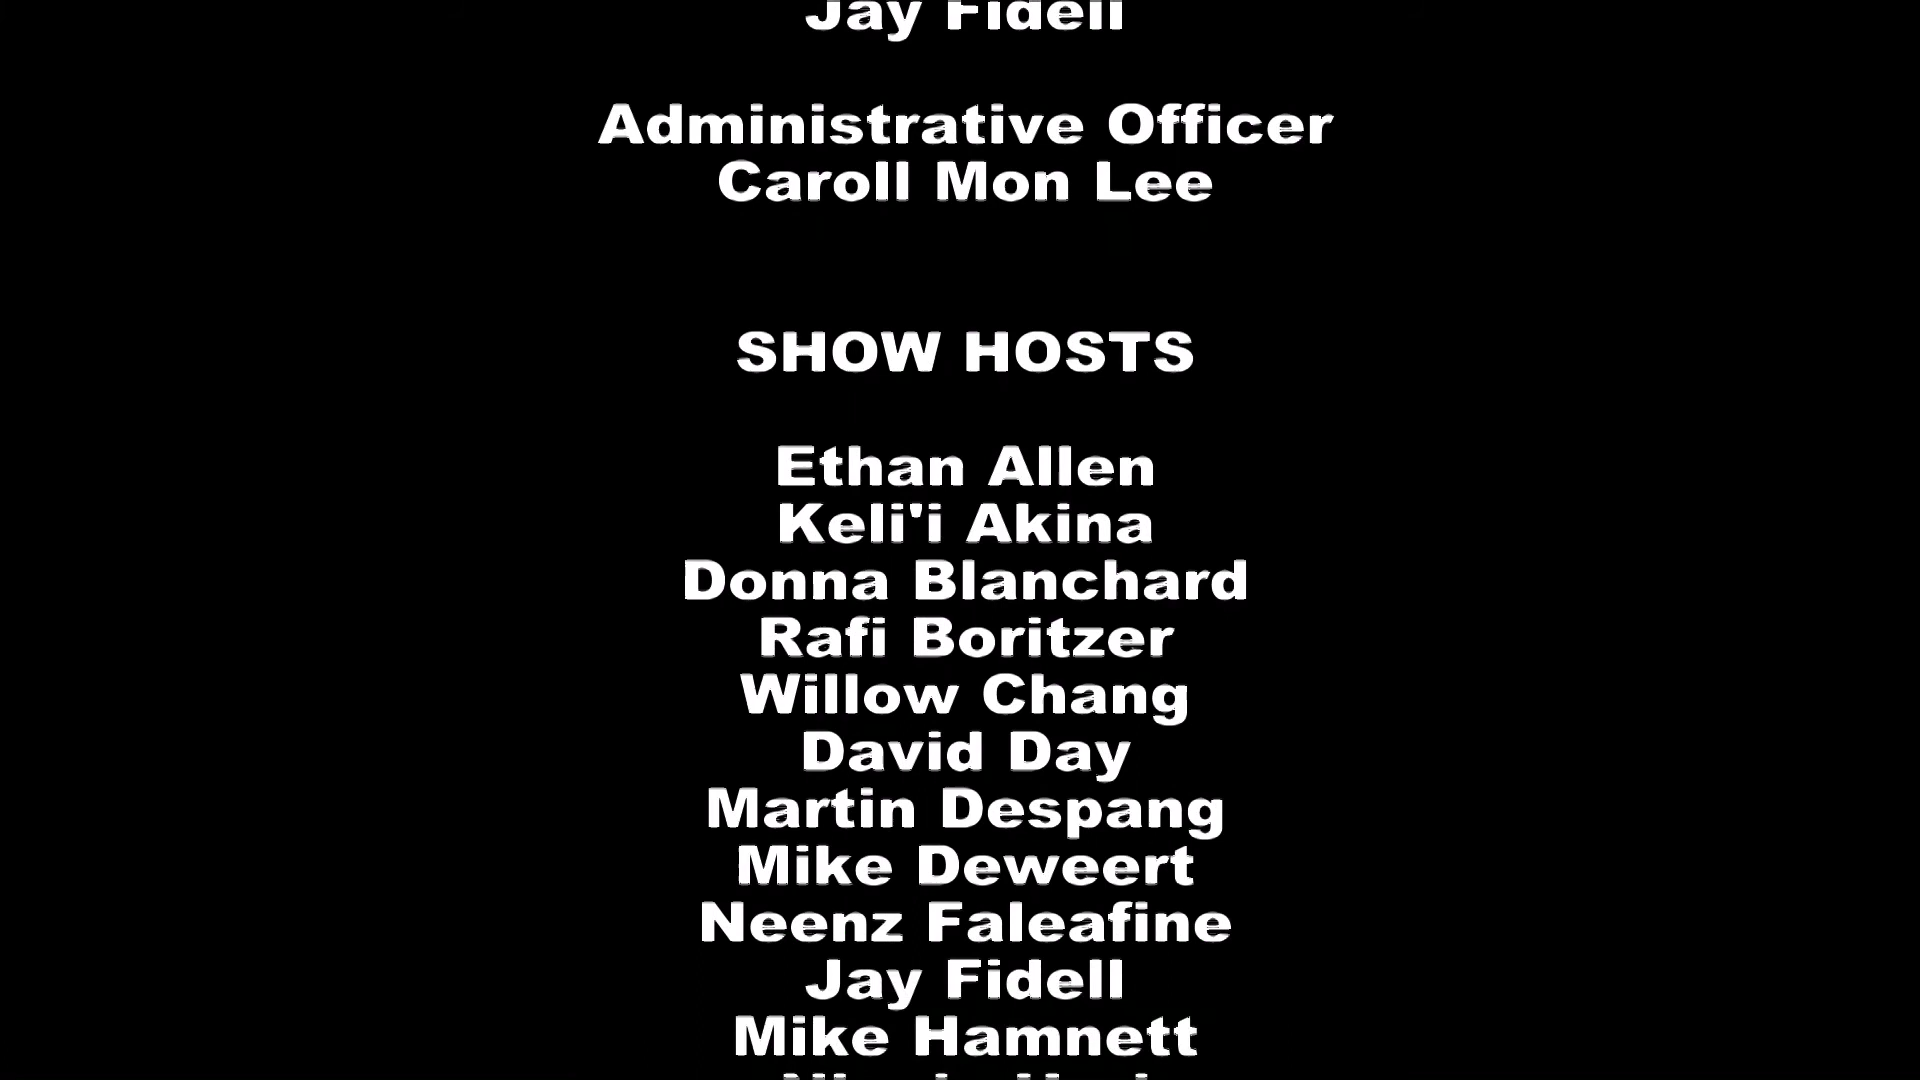 Jay Fidell
Administrative Officer
Caroll Mon Lee
SHOW HOSTS
Ethan Allen
Keli'i Akina
Donna Blanchard
Rafi Boritzer
Willow Chang
David Day
Martin Despang
Mike Deweert
Neenz Faleafine
Jay Fidell
Mike Hamnett